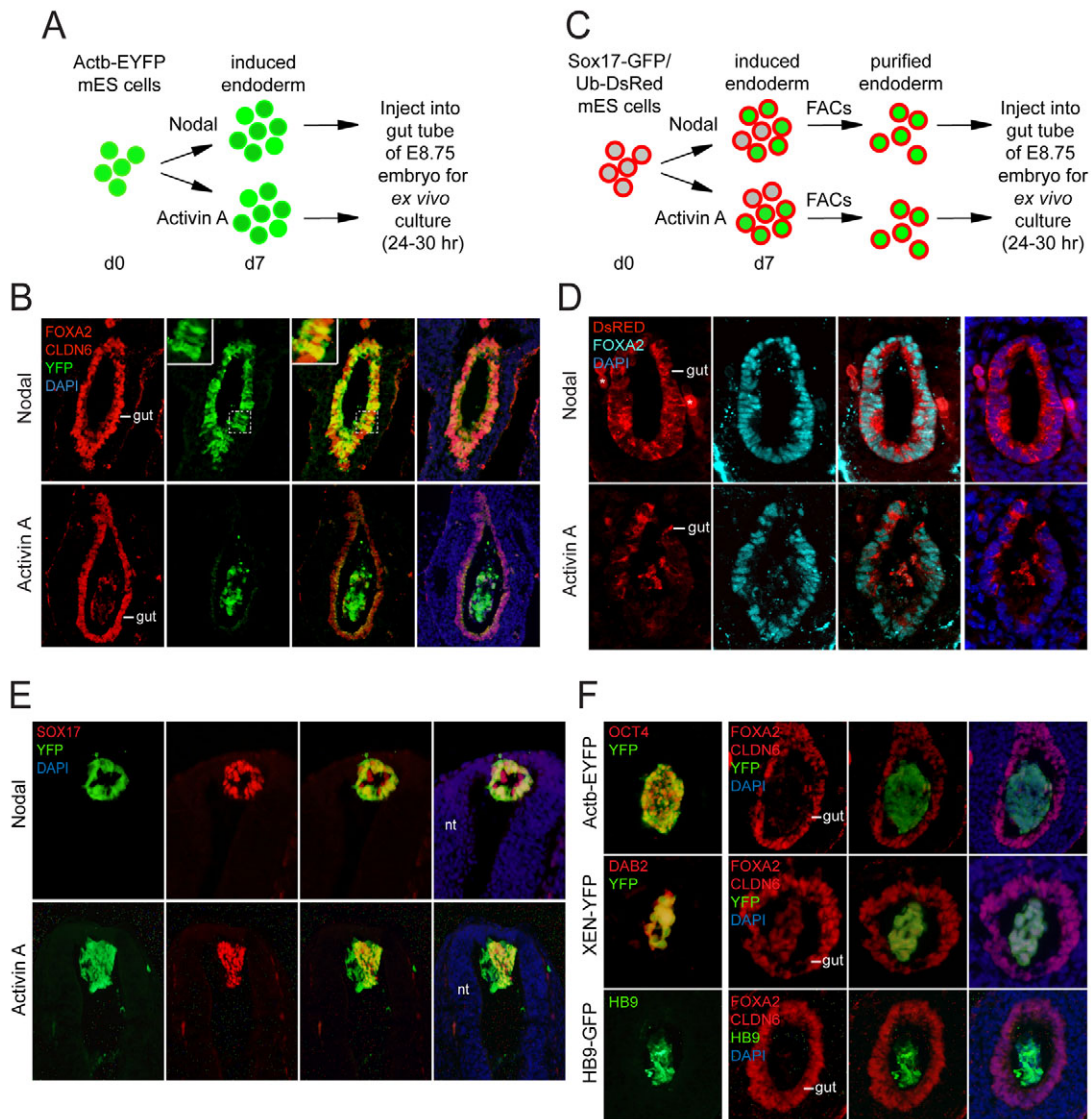 A
Actb-EYFP
mES cells
induced
endoderm
Nodal
Activin A
Inject into
gut tube
of E8.75
embryo for
ex vivo
culture
(24-30 hr)
d0
d7
C
Sox17-GFP/
Ub-DsRed
mES cells
induced
endoderm
purified
endoderm
Nodal
FACs
Activin A
FACs
Inject into
gut tube
of E8.75
embryo for
ex vivo
culture
(24-30 hr)
d0
d7
B
FOXA2
CLDN6
YFP
DAPI
Nodal
gut
Activin A
gut
D
DsRED
FOXA2
DAPI
Nodal
gut
*
*
Activin A
gut
E
SOX17
YFP
DAPI
Nodal
nt
Activin A
nt
F
Actb-EYFP
OCT4
YFP
FOXA2
CLDN6
YFP
DAPI
gut
XEN-YFP
DAB2
YFP
FOXA2
CLDN6
YFP
DAPI
gut
HB9-GFP
HB9
FOXA2
CLDN6
HB9
DAPI
gut